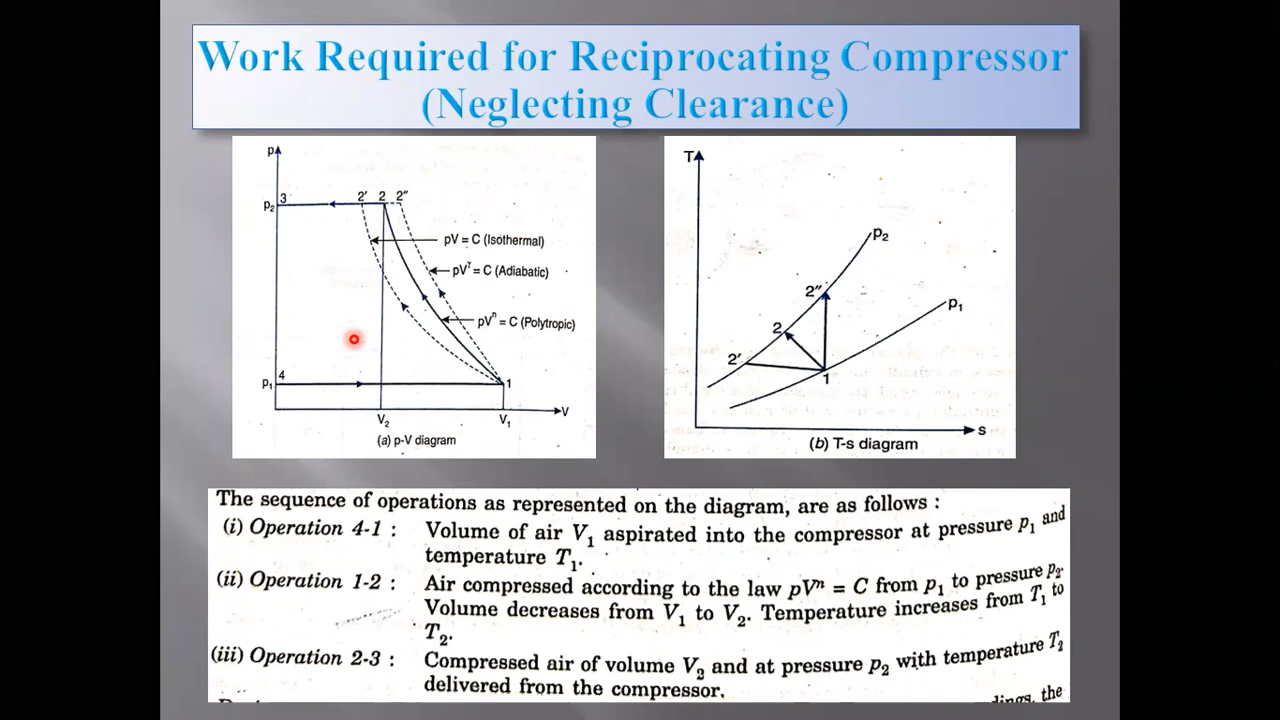 Work Required for Reciprocating Compressor
(Neglecting Clearance)
p
p₂ 3 2′ 2 2″
pV = C (Isothermal)
pVᵞ = C (Adiabatic)
pVⁿ = C (Polytropic)
p₁ 4 1
V₂ V₁ V
(a) p-V diagram
T
p₂
2″
p₁
2
2′
1
s
(b) T-s diagram
The sequence of operations as represented on the diagram, are as follows :
(i) Operation 4-1 : Volume of air V₁ aspirated into the compressor at pressure p₁ and
temperature T₁.
(ii) Operation 1-2 : Air compressed according to the law pVⁿ = C from p₁ to pressure p₂.
Volume decreases from V₁ to V₂. Temperature increases from T₁ to
T₂.
(iii) Operation 2-3 : Compressed air of volume V₂ and at pressure p₂ with temperature T₂
delivered from the compressor.
the